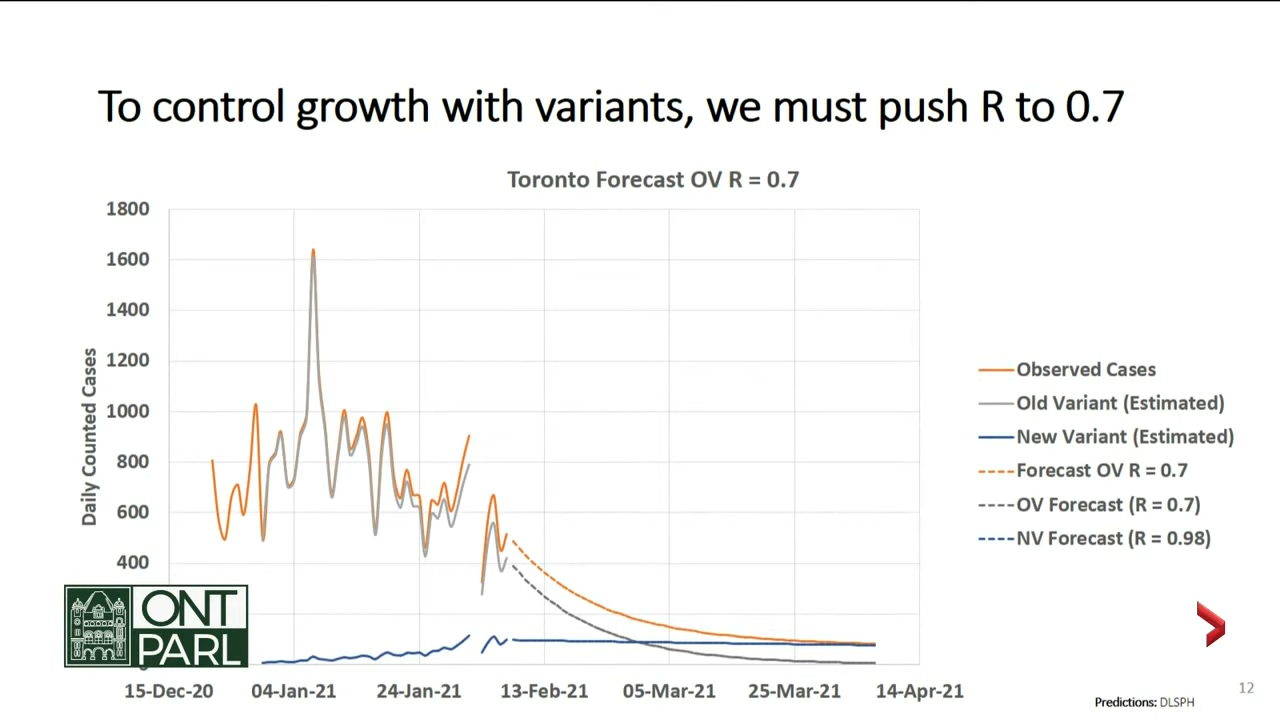 To control growth with variants, we must push R to 0.7
Toronto Forecast OV R = 0.7
Daily Counted Cases
1800
1600
1400
1200
1000
800
600
400
15-Dec-20
04-Jan-21
24-Jan-21
13-Feb-21
05-Mar-21
25-Mar-21
14-Apr-21
Observed Cases
Old Variant (Estimated)
New Variant (Estimated)
Forecast OV R = 0.7
OV Forecast (R = 0.7)
NV Forecast (R = 0.98)
ONT
PARL
Predictions: DLSPH
12